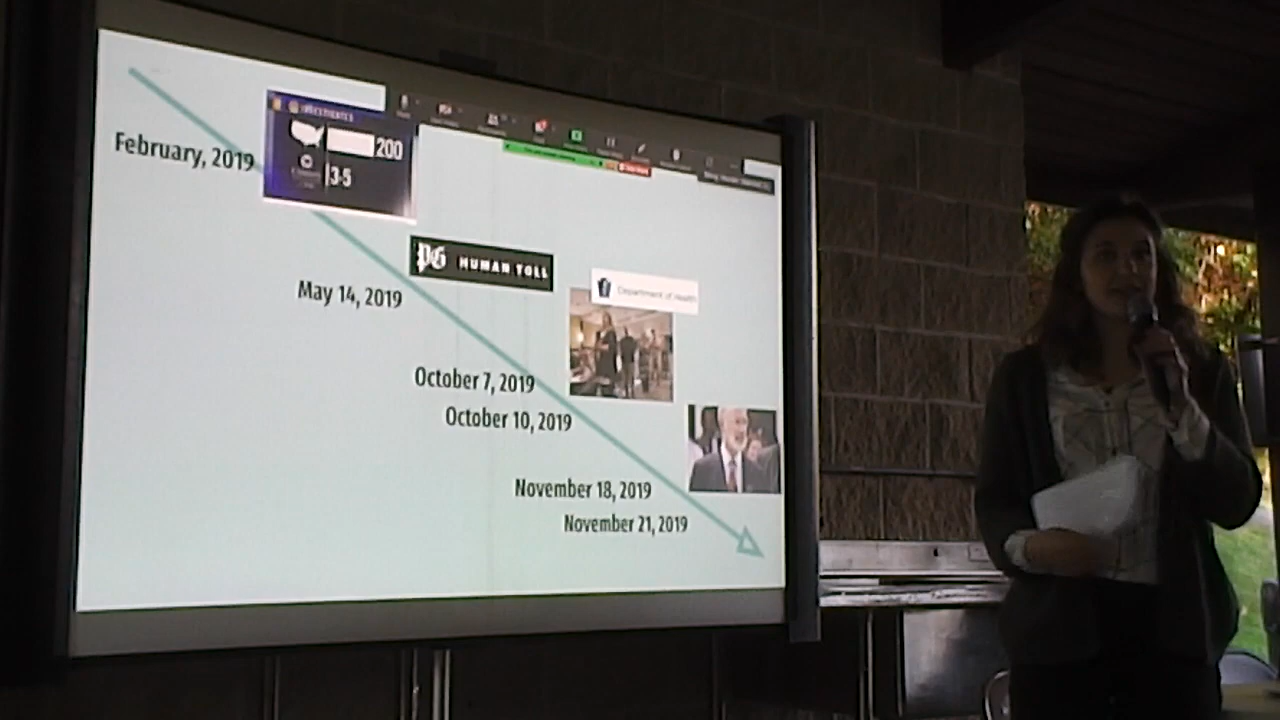 February, 2019
200
3-5
PG HUMAN TOLL
Department of Health
May 14, 2019
October 7, 2019
October 10, 2019
November 18, 2019
November 21, 2019